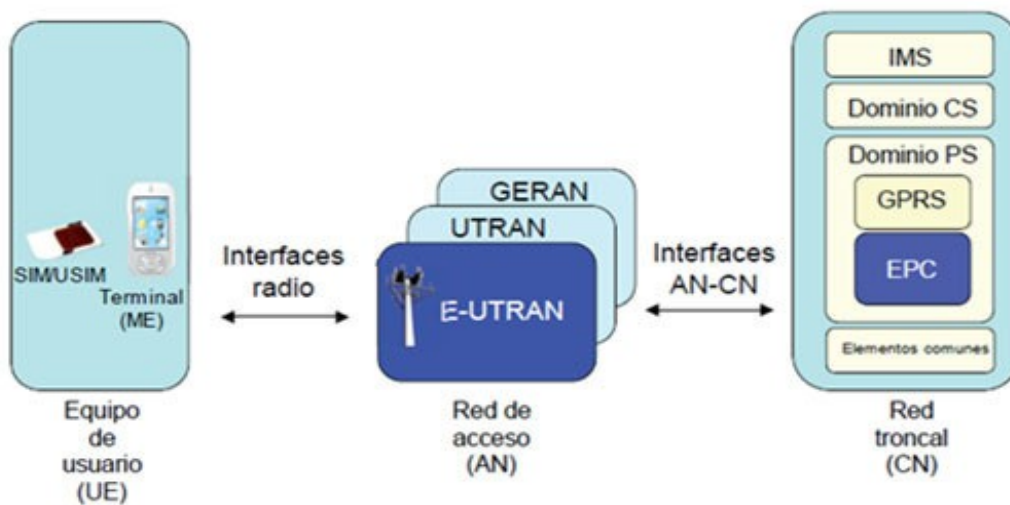 SIM/USIM
Terminal
(ME)
Equipo
de
usuario
(UE)
Interfaces
radio
GERAN
UTRAN
E-UTRAN
Red de
acceso
(AN)
Interfaces
AN-CN
IMS
Dominio CS
Dominio PS
GPRS
EPC
Elementos comunes
Red
troncal
(CN)